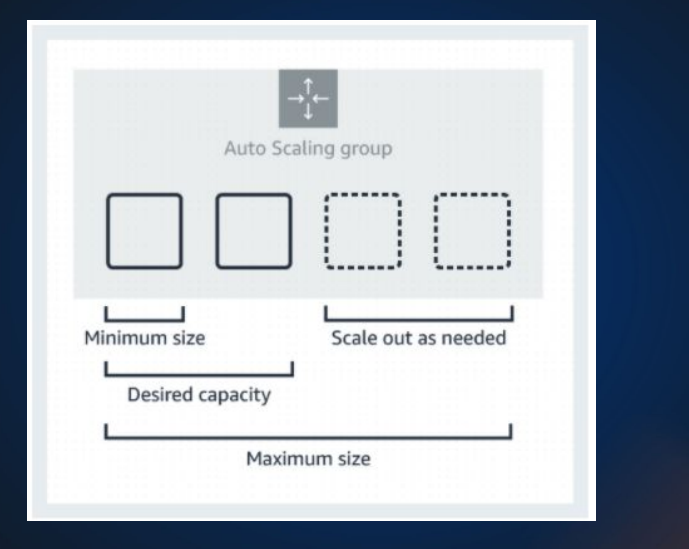 Auto Scaling group
Minimum size
Scale out as needed
Desired capacity
Maximum size